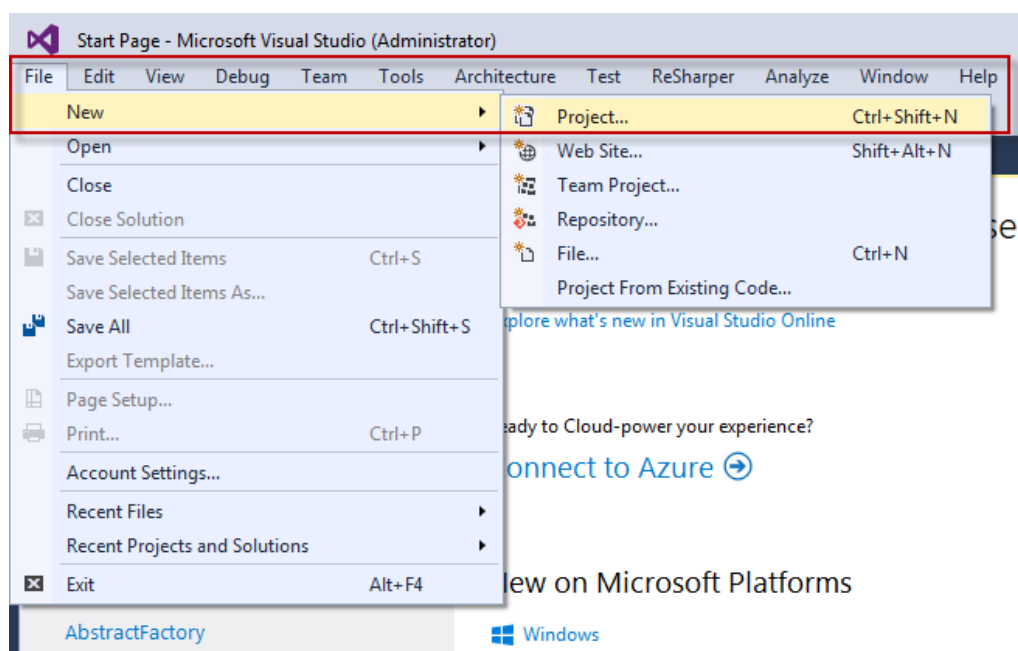 Start Page - Microsoft Visual Studio (Administrator)
File Edit View Debug Team Tools Architecture Test ReSharper Analyze Window Help
New
Project... Ctrl+Shift+N
Open
Web Site... Shift+Alt+N
Close
Team Project...
Close Solution
Repository...
Save Selected Items Ctrl+S
File... Ctrl+N
Save Selected Items As...
Project From Existing Code...
Save All Ctrl+Shift+S
plore what's new in Visual Studio Online
Export Template...
Page Setup...
Print... Ctrl+P
eady to Cloud-power your experience?
Account Settings...
onnect to Azure
Recent Files
Recent Projects and Solutions
Exit Alt+F4
ew on Microsoft Platforms
AbstractFactory
Windows